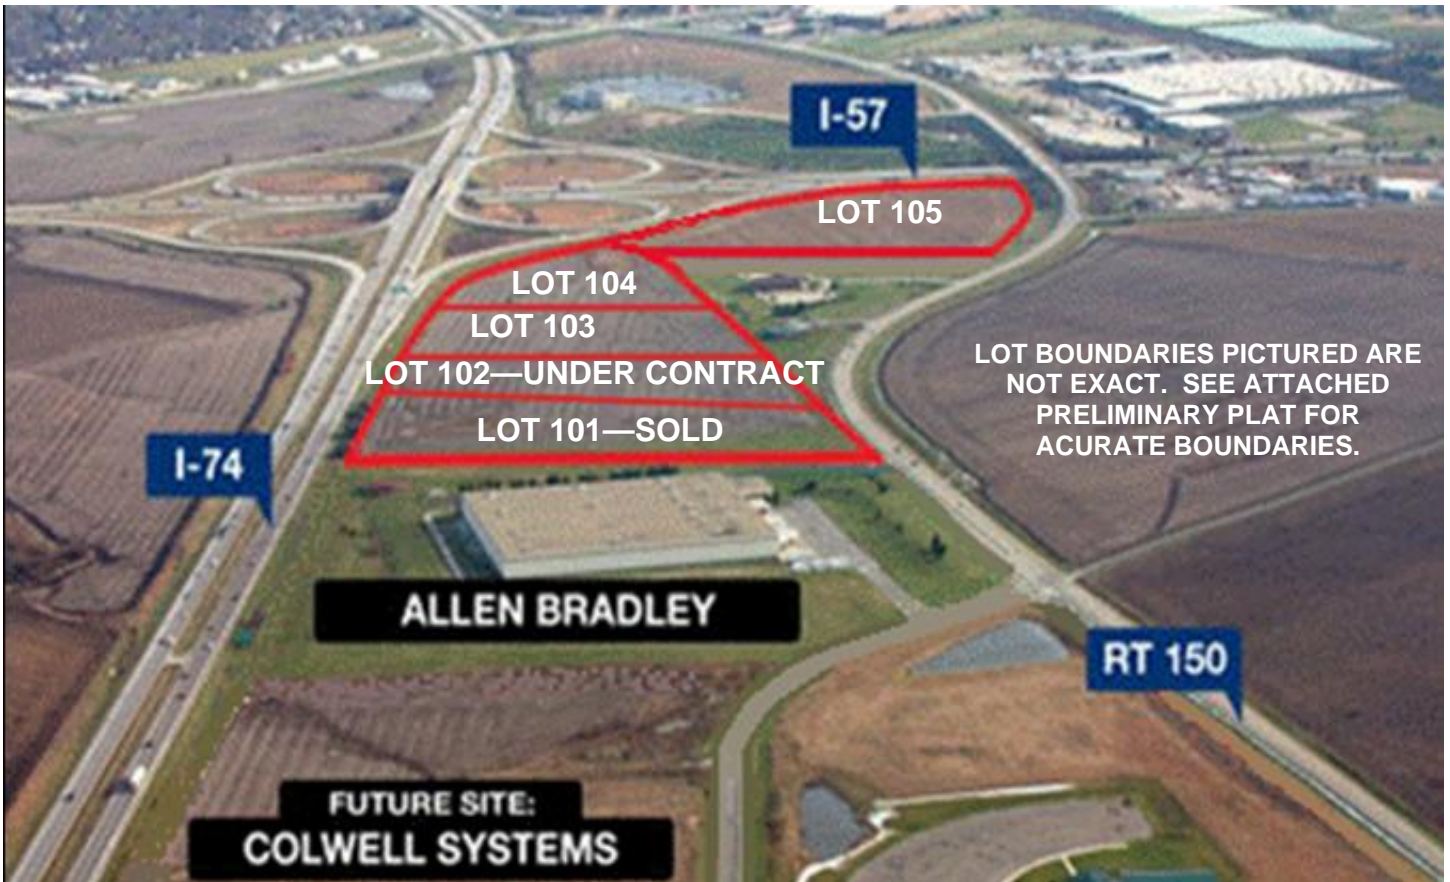 I-57
LOT 105
LOT 104
LOT 103
LOT 102—UNDER CONTRACT
LOT 101—SOLD
LOT BOUNDARIES PICTURED ARE
NOT EXACT.  SEE ATTACHED
PRELIMINARY PLAT FOR
ACURATE BOUNDARIES.
I-74
ALLEN BRADLEY
RT 150
FUTURE SITE:
COLWELL SYSTEMS